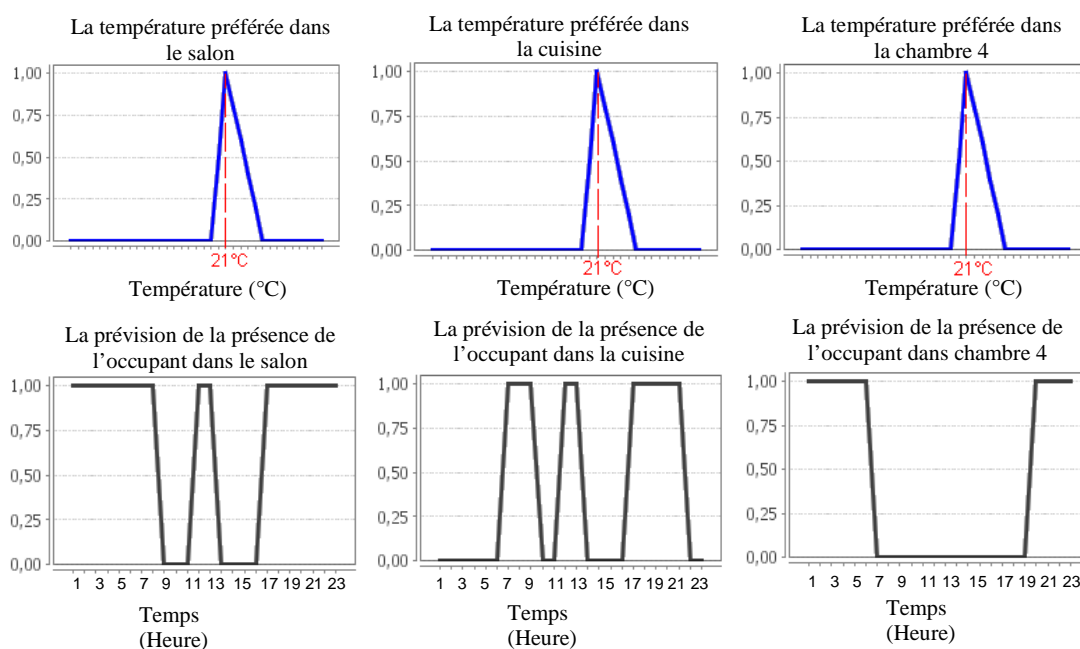 La température préférée dans
le salon
1,00
0,75
0,50
0,25
0,00
21°C
Température (°C)
La température préférée dans
la cuisine
1,00
0,75
0,50
0,25
0,00
21°C
Température (°C)
La température préférée dans
la chambre 4
1,00
0,75
0,50
0,25
0,00
21°C
Température (°C)
La prévision de la présence de
l’occupant dans le salon
1,00
0,75
0,50
0,25
0,00
1 3 5 7 9 11 13 15 17 19 21 23
Temps
(Heure)
La prévision de la présence de
l’occupant dans la cuisine
1,00
0,75
0,50
0,25
0,00
1 3 5 7 9 11 13 15 17 19 21 23
Temps
(Heure)
La prévision de la présence de
l’occupant dans chambre 4
1,00
0,75
0,50
0,25
0,00
1 3 5 7 9 11 13 15 17 19 21 23
Temps
(Heure)